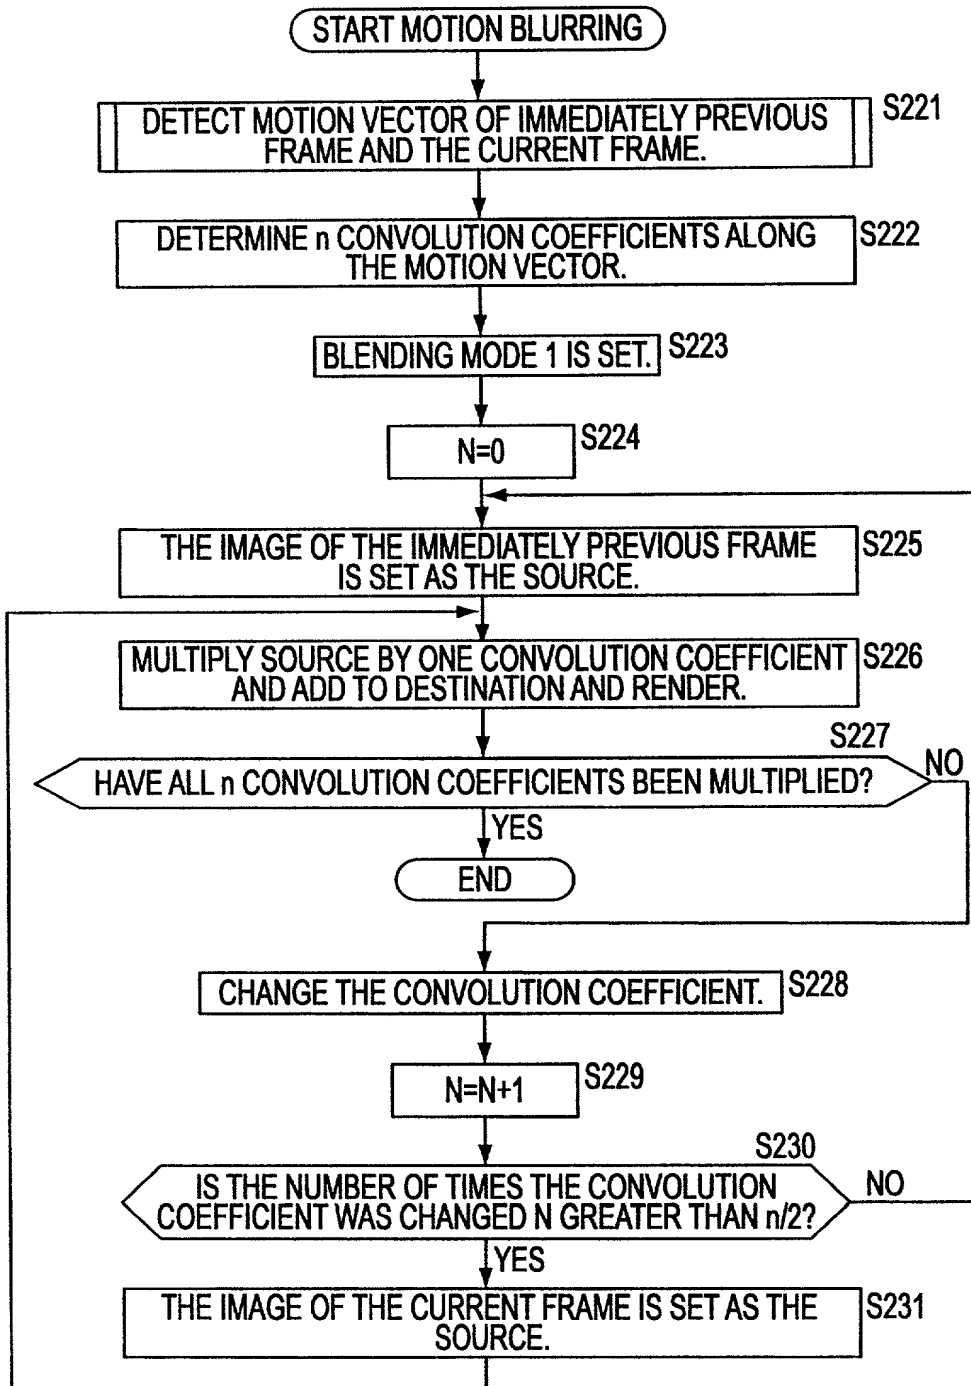 START MOTION BLURRING
DETECT MOTION VECTOR OF IMMEDIATELY PREVIOUS
FRAME AND THE CURRENT FRAME.
S221
DETERMINE n CONVOLUTION COEFFICIENTS ALONG
THE MOTION VECTOR.
S222
BLENDING MODE 1 IS SET.
S223
N=0
S224
THE IMAGE OF THE IMMEDIATELY PREVIOUS FRAME
IS SET AS THE SOURCE.
S225
MULTIPLY SOURCE BY ONE CONVOLUTION COEFFICIENT
AND ADD TO DESTINATION AND RENDER.
S226
S227
HAVE ALL n CONVOLUTION COEFFICIENTS BEEN MULTIPLIED?
NO
YES
END
CHANGE THE CONVOLUTION COEFFICIENT.
S228
N=N+1
S229
S230
IS THE NUMBER OF TIMES THE CONVOLUTION
COEFFICIENT WAS CHANGED N GREATER THAN n/2?
NO
YES
THE IMAGE OF THE CURRENT FRAME IS SET AS THE
SOURCE.
S231